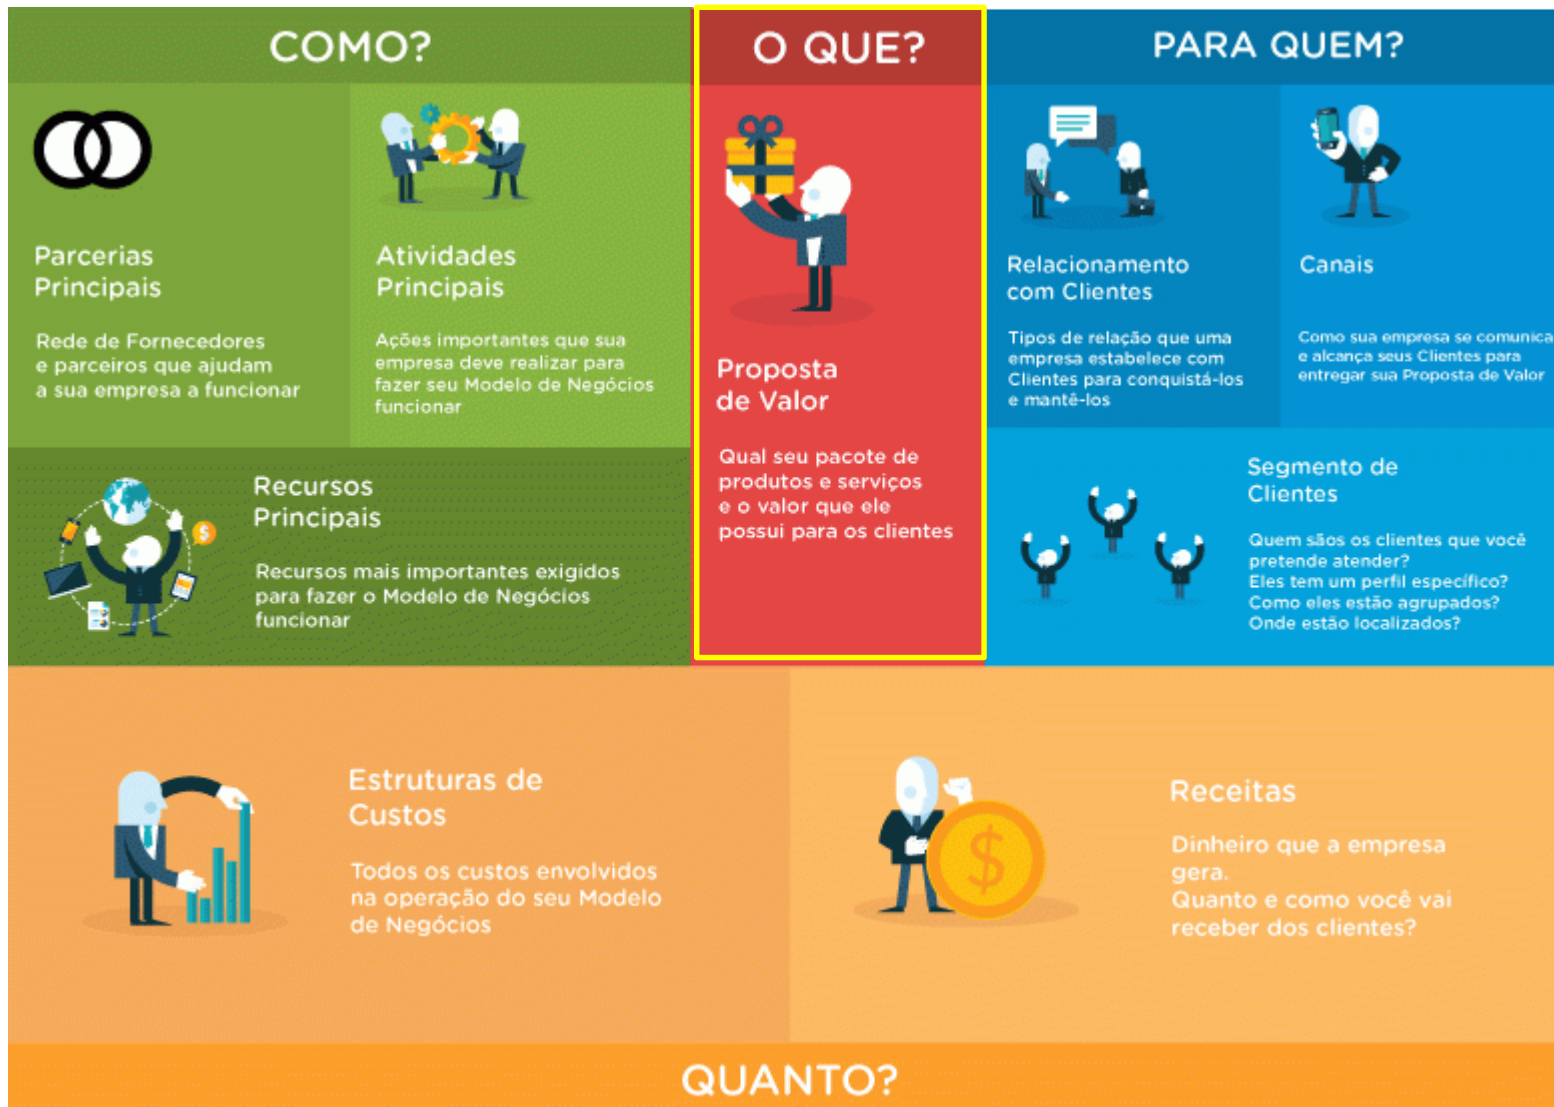 COMO?
O QUE?
PARA QUEM?
Parcerias
Principais
Rede de Fornecedores
e parceiros que ajudam
a sua empresa a funcionar
Atividades
Principais
Ações importantes que sua
empresa deve realizar para
fazer seu Modelo de Negócios
funcionar
Recursos
Principais
Recursos mais importantes exigidos
para fazer o Modelo de Negócios
funcionar
Proposta
de Valor
Qual seu pacote de
produtos e serviços
e o valor que ele
possui para os clientes
Relacionamento
com Clientes
Tipos de relação que uma
empresa estabelece com
Clientes para conquistá-los
e mantê-los
Canais
Como sua empresa se comunica
e alcança seus Clientes para
entregar sua Proposta de Valor
Segmento de
Clientes
Quem sãos os clientes que você
pretende atender?
Eles tem um perfil específico?
Como eles estão agrupados?
Onde estão localizados?
Estruturas de
Custos
Todos os custos envolvidos
na operação do seu Modelo
de Negócios
$
Receitas
Dinheiro que a empresa
gera.
Quanto e como você vai
receber dos clientes?
QUANTO?